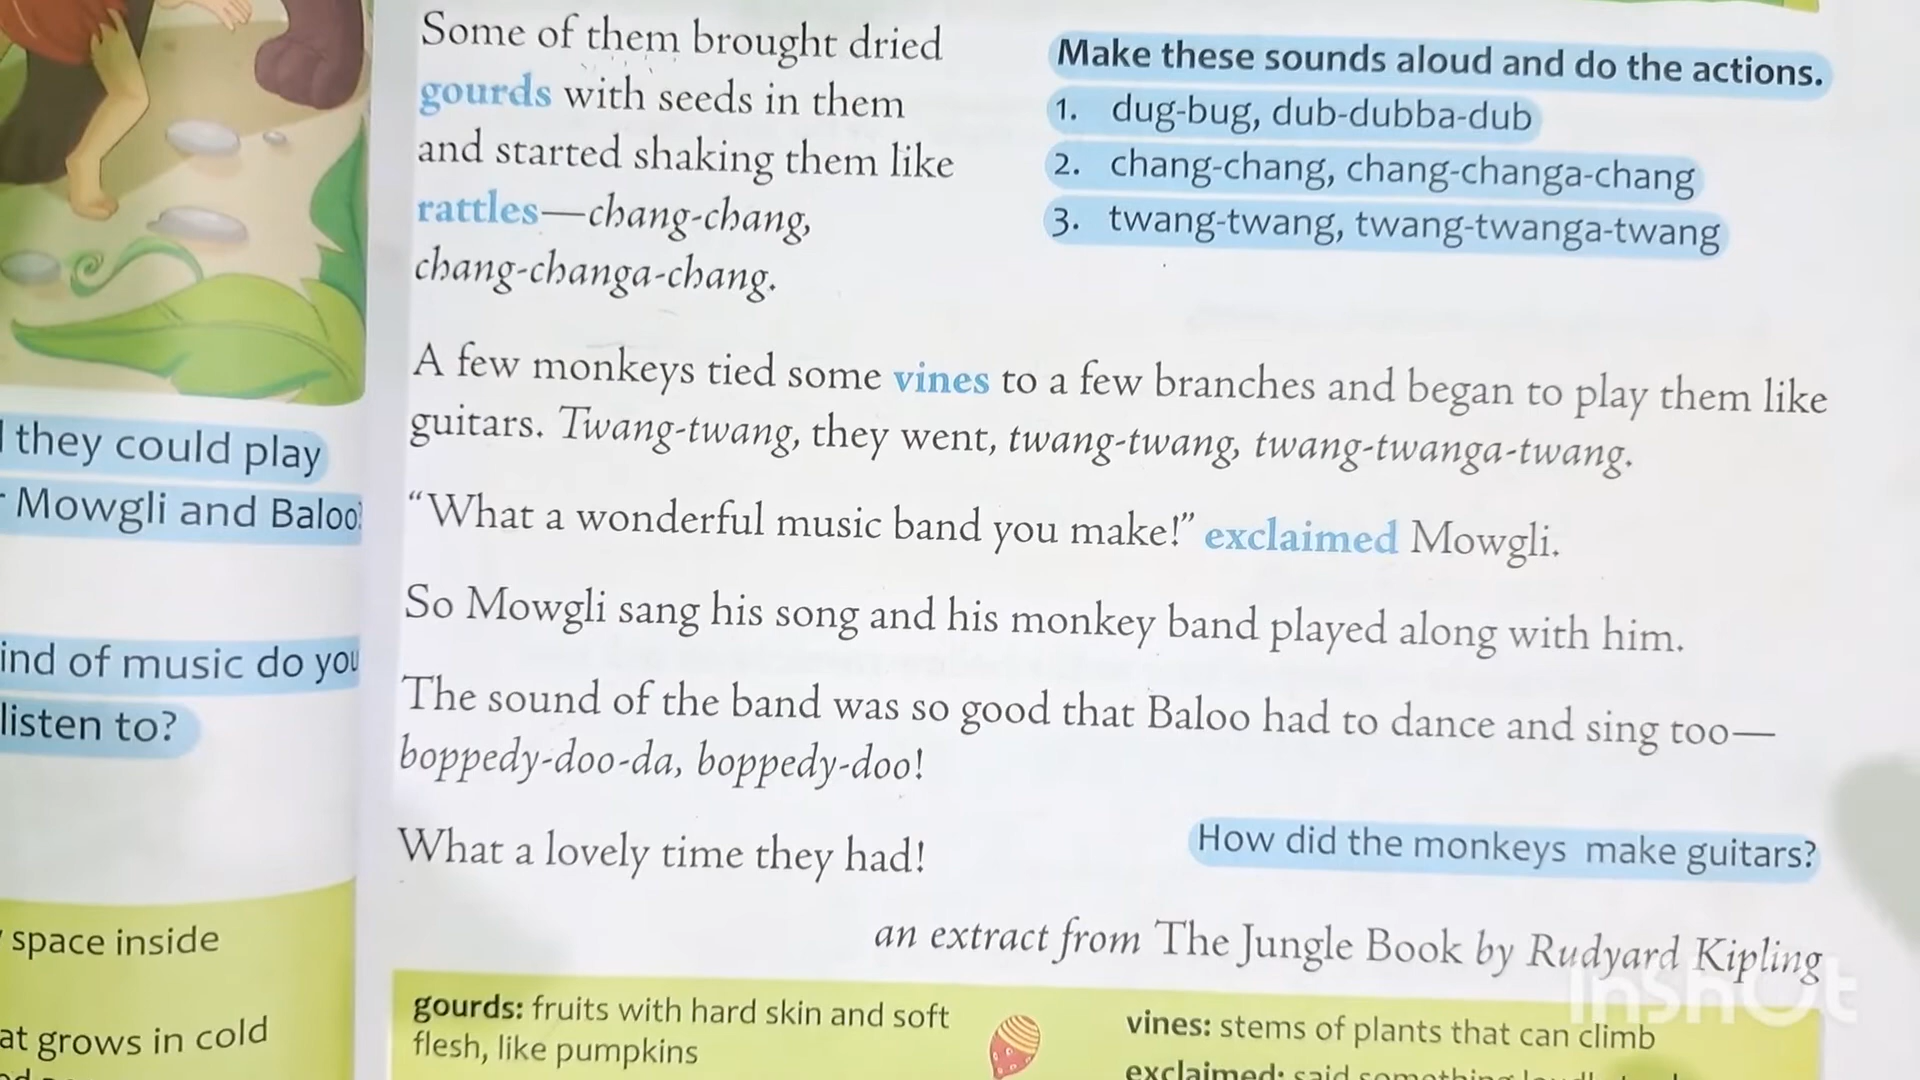 they could play
Mowgli and Baloo?
ind of music do you
listen to?
space inside
at grows in cold
Some of them brought dried
gourds with seeds in them
and started shaking them like
rattles—chang-chang,
chang-changa-chang.
Make these sounds aloud and do the actions.
1. dug-bug, dub-dubba-dub
2. chang-chang, chang-changa-chang
3. twang-twang, twang-twanga-twang
A few monkeys tied some vines to a few branches and began to play them like
guitars. Twang-twang, they went, twang-twang, twang-twanga-twang.
“What a wonderful music band you make!” exclaimed Mowgli.
So Mowgli sang his song and his monkey band played along with him.
The sound of the band was so good that Baloo had to dance and sing too—
boppedy-doo-da, boppedy-doo!
What a lovely time they had!
How did the monkeys make guitars?
an extract from The Jungle Book by Rudyard Kipling
InShOt
gourds: fruits with hard skin and soft
flesh, like pumpkins
vines: stems of plants that can climb
exclaimed: said something